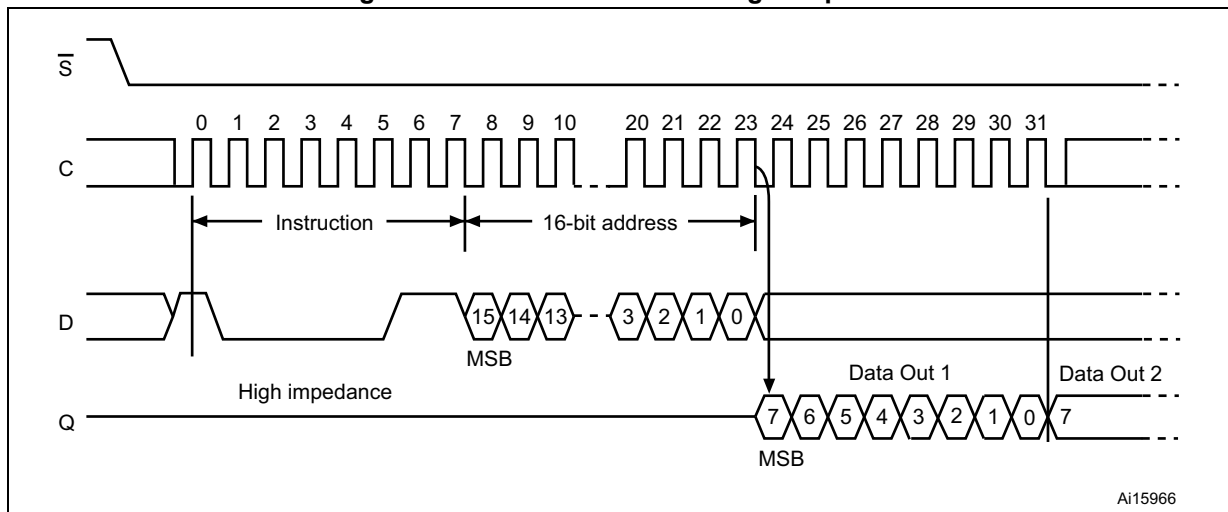 S
0 1 2 3 4 5 6 7 8 9 10 20 21 22 23 24 25 26 27 28 29 30 31
C
Instruction 16-bit address
D 15 14 13 3 2 1 0
MSB
High impedance Data Out 1 Data Out 2
Q 7 6 5 4 3 2 1 0 7
MSB
Ai15966